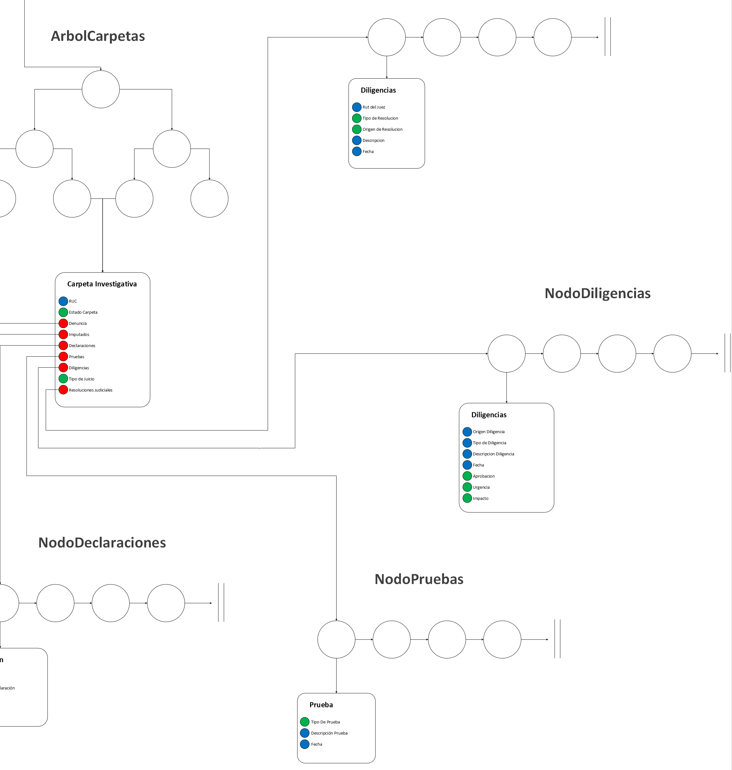 ArbolCarpetas
Diligencias
Rut del Juez
Tipo de Resolucion
Origen de Resolucion
Descripcion
Fecha
Carpeta Investigativa
RUC
Estado Carpeta
Denuncia
Imputados
Declaraciones
Pruebas
Diligencias
Tipo de Juicio
Resoluciones Judiciales
NodoDiligencias
Diligencias
Origen Diligencia
Tipo de Diligencia
Descripcion Diligencia
Fecha
Aprobacion
Urgencia
Impacto
NodoDeclaraciones
n
laración
NodoPruebas
Prueba
Tipo De Prueba
Descripción Prueba
Fecha